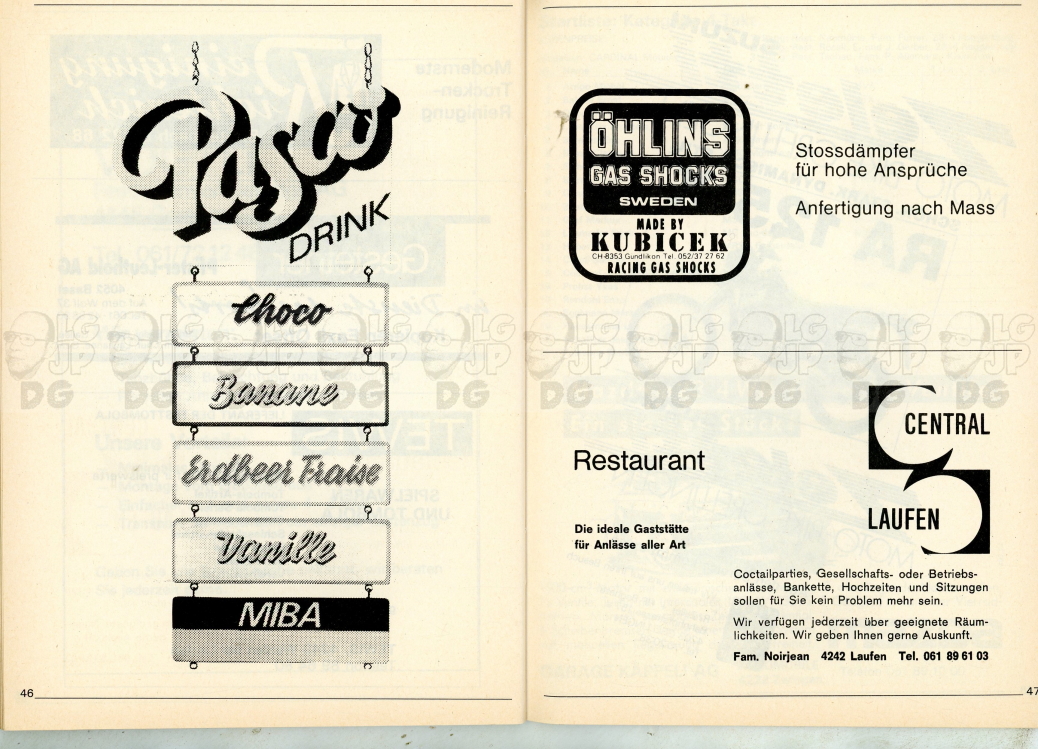 Pasco
DRINK
Choco
Banane
Erdbeer Fraise
Vanille
MIBA
46
ÖHLINS
GAS SHOCKS
SWEDEN
MADE BY
KUBICEK
CH-8353 Gundlikon Tel. 052/37 27 62
RACING GAS SHOCKS
Stossdämpfer
für hohe Ansprüche
Anfertigung nach Mass
CENTRAL
LAUFEN
Restaurant
Die ideale Gaststätte
für Anlässe aller Art
Coctailparties, Gesellschafts- oder Betriebs-
anlässe, Bankette, Hochzeiten und Sitzungen
sollen für Sie kein Problem mehr sein.
Wir verfügen jederzeit über geeignete Räum-
lichkeiten. Wir geben Ihnen gerne Auskunft.
Fam. Noirjean 4242 Laufen Tel. 061 89 61 03
47
LG
JP
DG